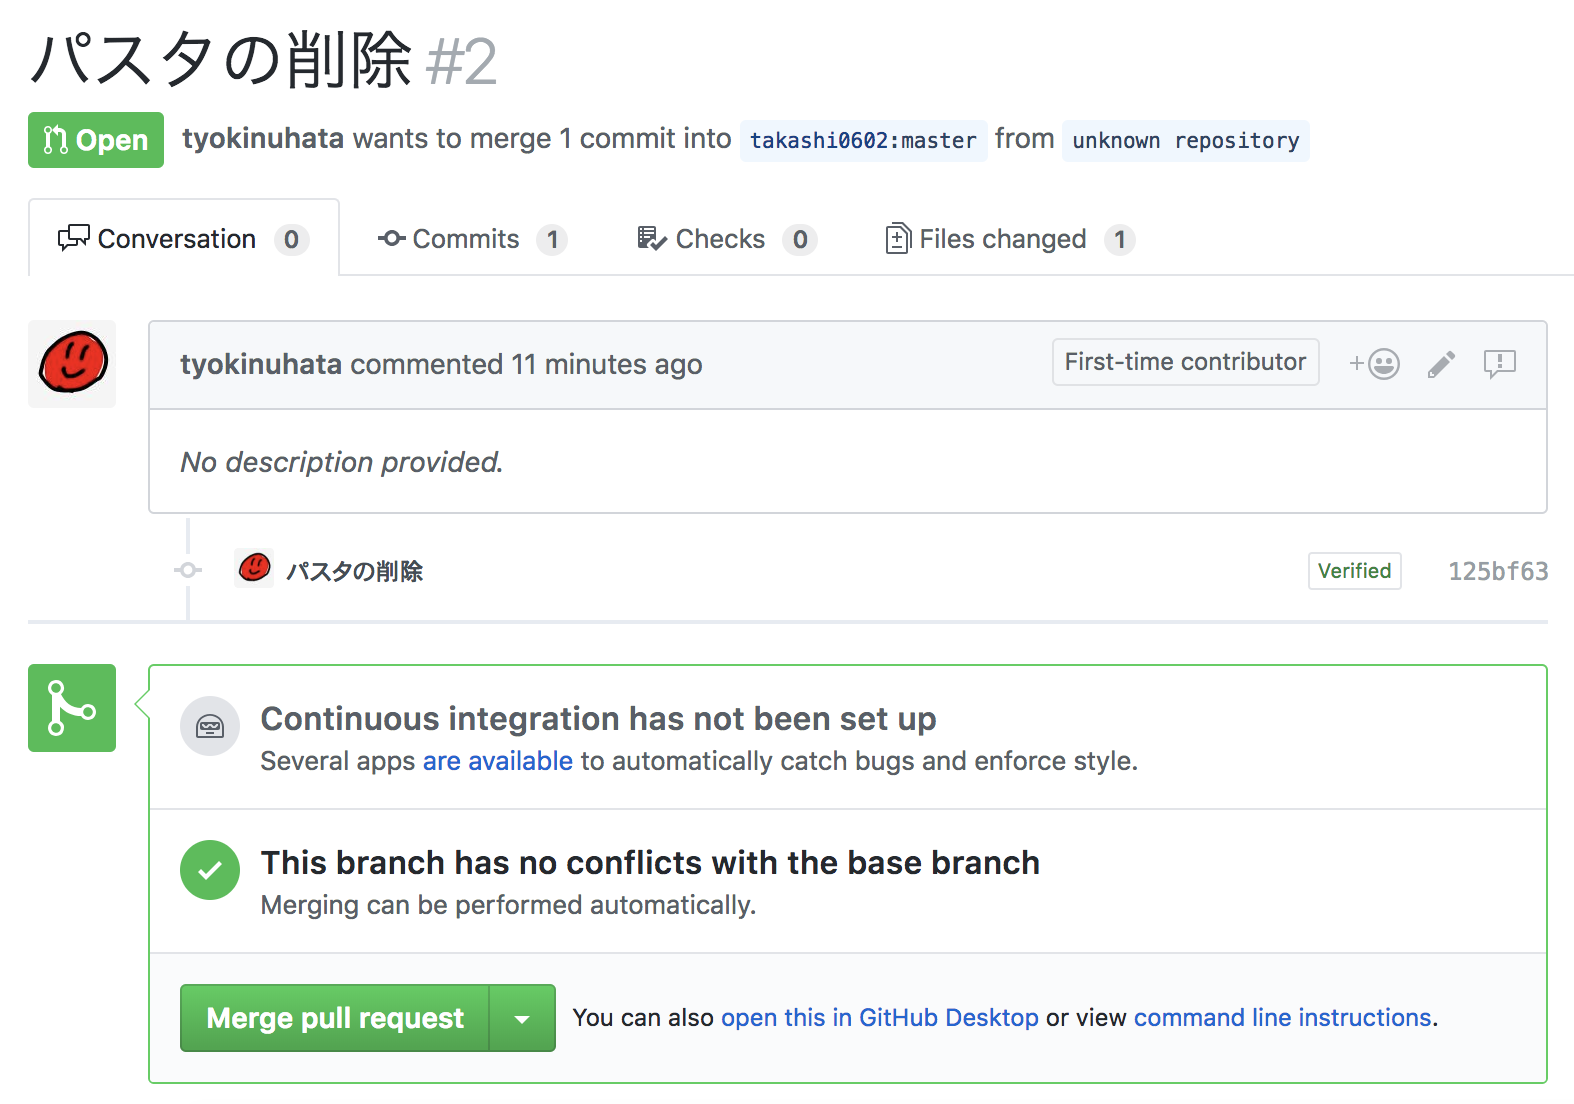 パスタの削除 #2
Open tyokinuhata wants to merge 1 commit into takashi0602:master from unknown repository
Conversation 0 Commits 1 Checks 0 Files changed 1
tyokinuhata commented 11 minutes ago First-time contributor
No description provided.
パスタの削除 Verified 125bf63
Continuous integration has not been set up
Several apps are available to automatically catch bugs and enforce style.
This branch has no conflicts with the base branch
Merging can be performed automatically.
Merge pull request You can also open this in GitHub Desktop or view command line instructions.